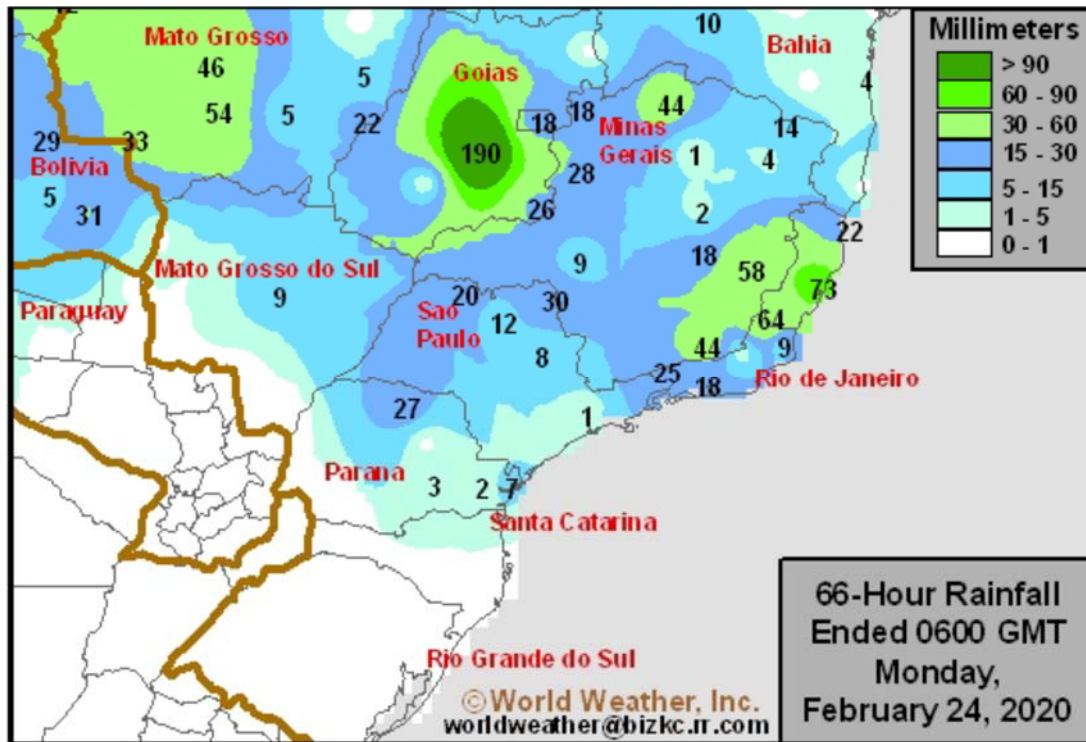 12
10
Mato Grosso
46
5
Goias
Bahia
4
54
5
22
18
18
44
Minas
Gerais
14
29
33
Bolivia
190
28
1
4
5
31
26
2
22
Mato Grosso do Sul
9
9
18
58
73
Paraguay
20
Sao
Paulo
30
12
64
8
44
9
25
18
Rio de Janeiro
27
1
Parana
3
2
7
Santa Catarina
Rio Grande do Sul
Millimeters
> 90
60 - 90
30 - 60
15 - 30
5 - 15
1 - 5
0 - 1
66-Hour Rainfall
Ended 0600 GMT
Monday,
February 24, 2020
©World Weather, Inc.
worldweather@bizkc.rr.com